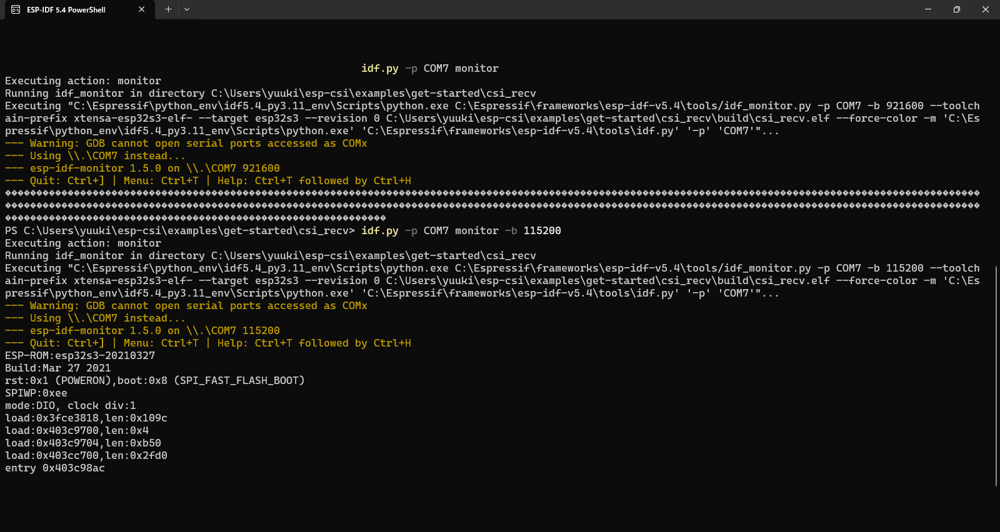 ESP-IDF 5.4 PowerShell
idf.py -p COM7 monitor
Executing action: monitor
Running idf_monitor in directory C:\Users\yuuki\esp-csi\examples\get-started\csi_recv
Executing "C:\Espressif\python_env\idf5.4_py3.11_env\Scripts\python.exe C:\Espressif\frameworks\esp-idf-v5.4\tools/idf_monitor.py -p COM7 -b 921600 --toolch
ain-prefix xtensa-esp32s3-elf- --target esp32s3 --revision 0 C:\Users\yuuki\esp-csi\examples\get-started\csi_recv\build\csi_recv.elf --force-color -m 'C:\Es
pressif\python_env\idf5.4_py3.11_env\Scripts\python.exe' 'C:\Espressif\frameworks\esp-idf-v5.4\tools\idf.py' '-p' 'COM7'"...
--- Warning: GDB cannot open serial ports accessed as COMx
--- Using \\.\COM7 instead...
--- esp-idf-monitor 1.5.0 on \\.\COM7 921600
--- Quit: Ctrl+] | Menu: Ctrl+T | Help: Ctrl+T followed by Ctrl+H
PS C:\Users\yuuki\esp-csi\examples\get-started\csi_recv> idf.py -p COM7 monitor -b 115200
Executing action: monitor
Running idf_monitor in directory C:\Users\yuuki\esp-csi\examples\get-started\csi_recv
Executing "C:\Espressif\python_env\idf5.4_py3.11_env\Scripts\python.exe C:\Espressif\frameworks\esp-idf-v5.4\tools/idf_monitor.py -p COM7 -b 115200 --toolch
ain-prefix xtensa-esp32s3-elf- --target esp32s3 --revision 0 C:\Users\yuuki\esp-csi\examples\get-started\csi_recv\build\csi_recv.elf --force-color -m 'C:\Es
pressif\python_env\idf5.4_py3.11_env\Scripts\python.exe' 'C:\Espressif\frameworks\esp-idf-v5.4\tools\idf.py' '-p' 'COM7'"...
--- Warning: GDB cannot open serial ports accessed as COMx
--- Using \\.\COM7 instead...
--- esp-idf-monitor 1.5.0 on \\.\COM7 115200
--- Quit: Ctrl+] | Menu: Ctrl+T | Help: Ctrl+T followed by Ctrl+H
ESP-ROM:esp32s3-20210327
Build:Mar 27 2021
rst:0x1 (POWERON),boot:0x8 (SPI_FAST_FLASH_BOOT)
SPIWP:0xee
mode:DIO, clock div:1
load:0x3fce3818,len:0x109c
load:0x403c9700,len:0x4
load:0x403c9704,len:0xb50
load:0x403cc700,len:0x2fd0
entry 0x403c98ac